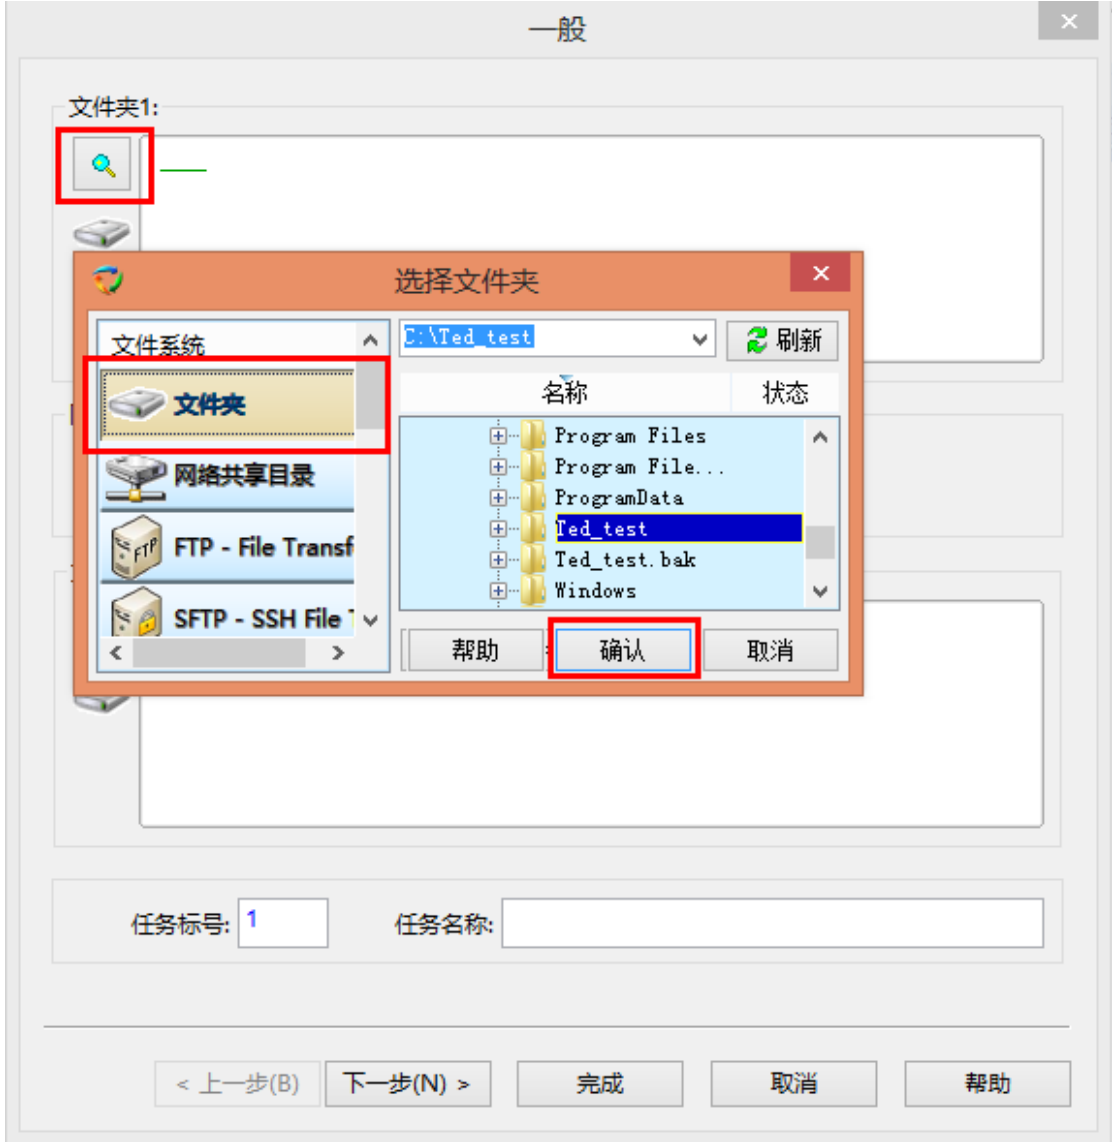 一般
文件夹1:
选择文件夹
文件系统
C:\Ted_test
刷新
文件夹
名称
状态
网络共享目录
FTP - File Transf
SFTP - SSH File
Program Files
Program File...
ProgramData
Ted_test
Ted_test.bak
Windows
帮助
确认
取消
任务标号: 1
任务名称:
< 上一步(B)
下一步(N) >
完成
取消
帮助